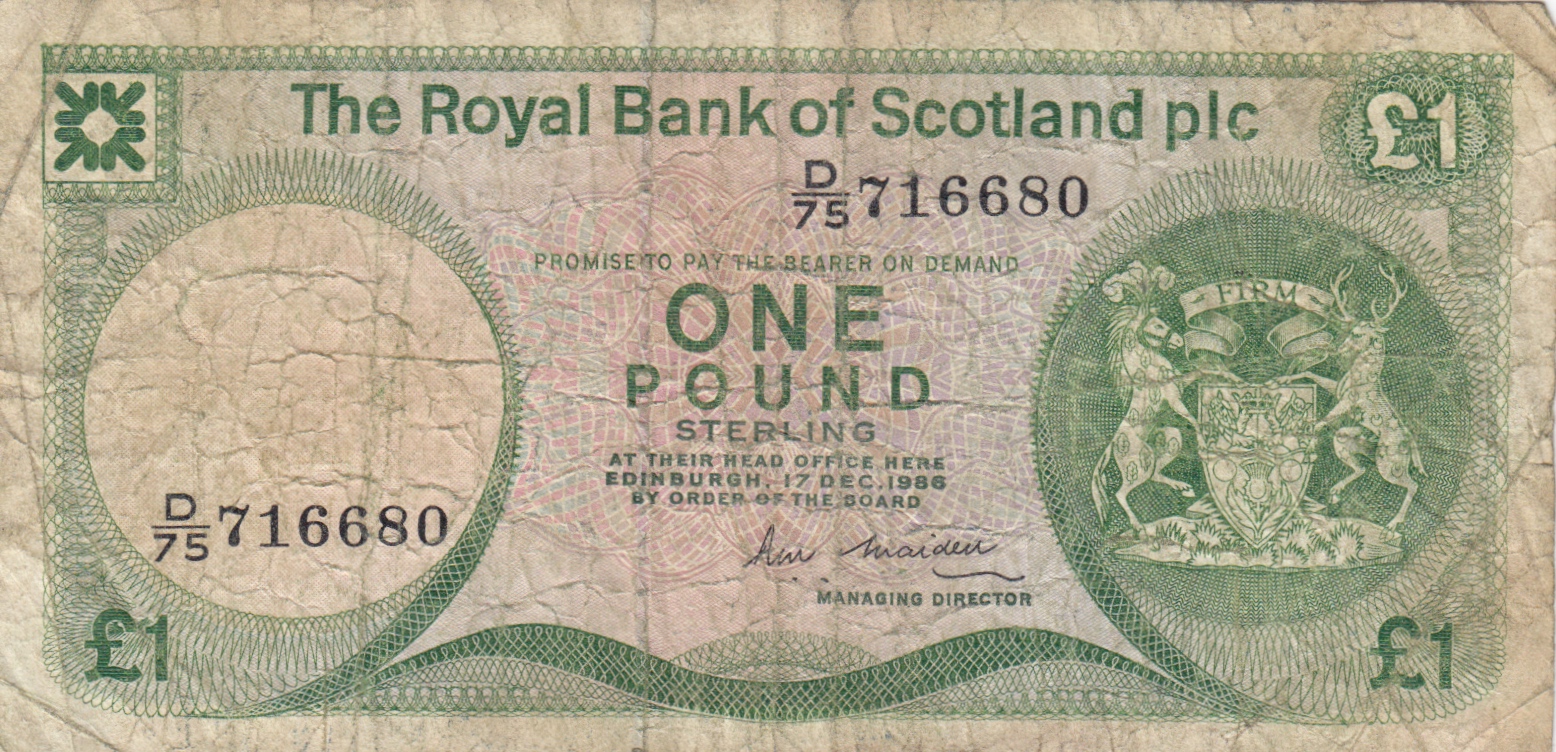 The Royal Bank of Scotland plc
£1
D/75 716680
PROMISE TO PAY THE BEARER ON DEMAND
ONE
POUND
STERLING
AT THEIR HEAD OFFICE HERE
EDINBURGH, 17 DEC. 1986
BY ORDER OF THE BOARD
FIRM
D/75 716680
MANAGING DIRECTOR
£1
£1